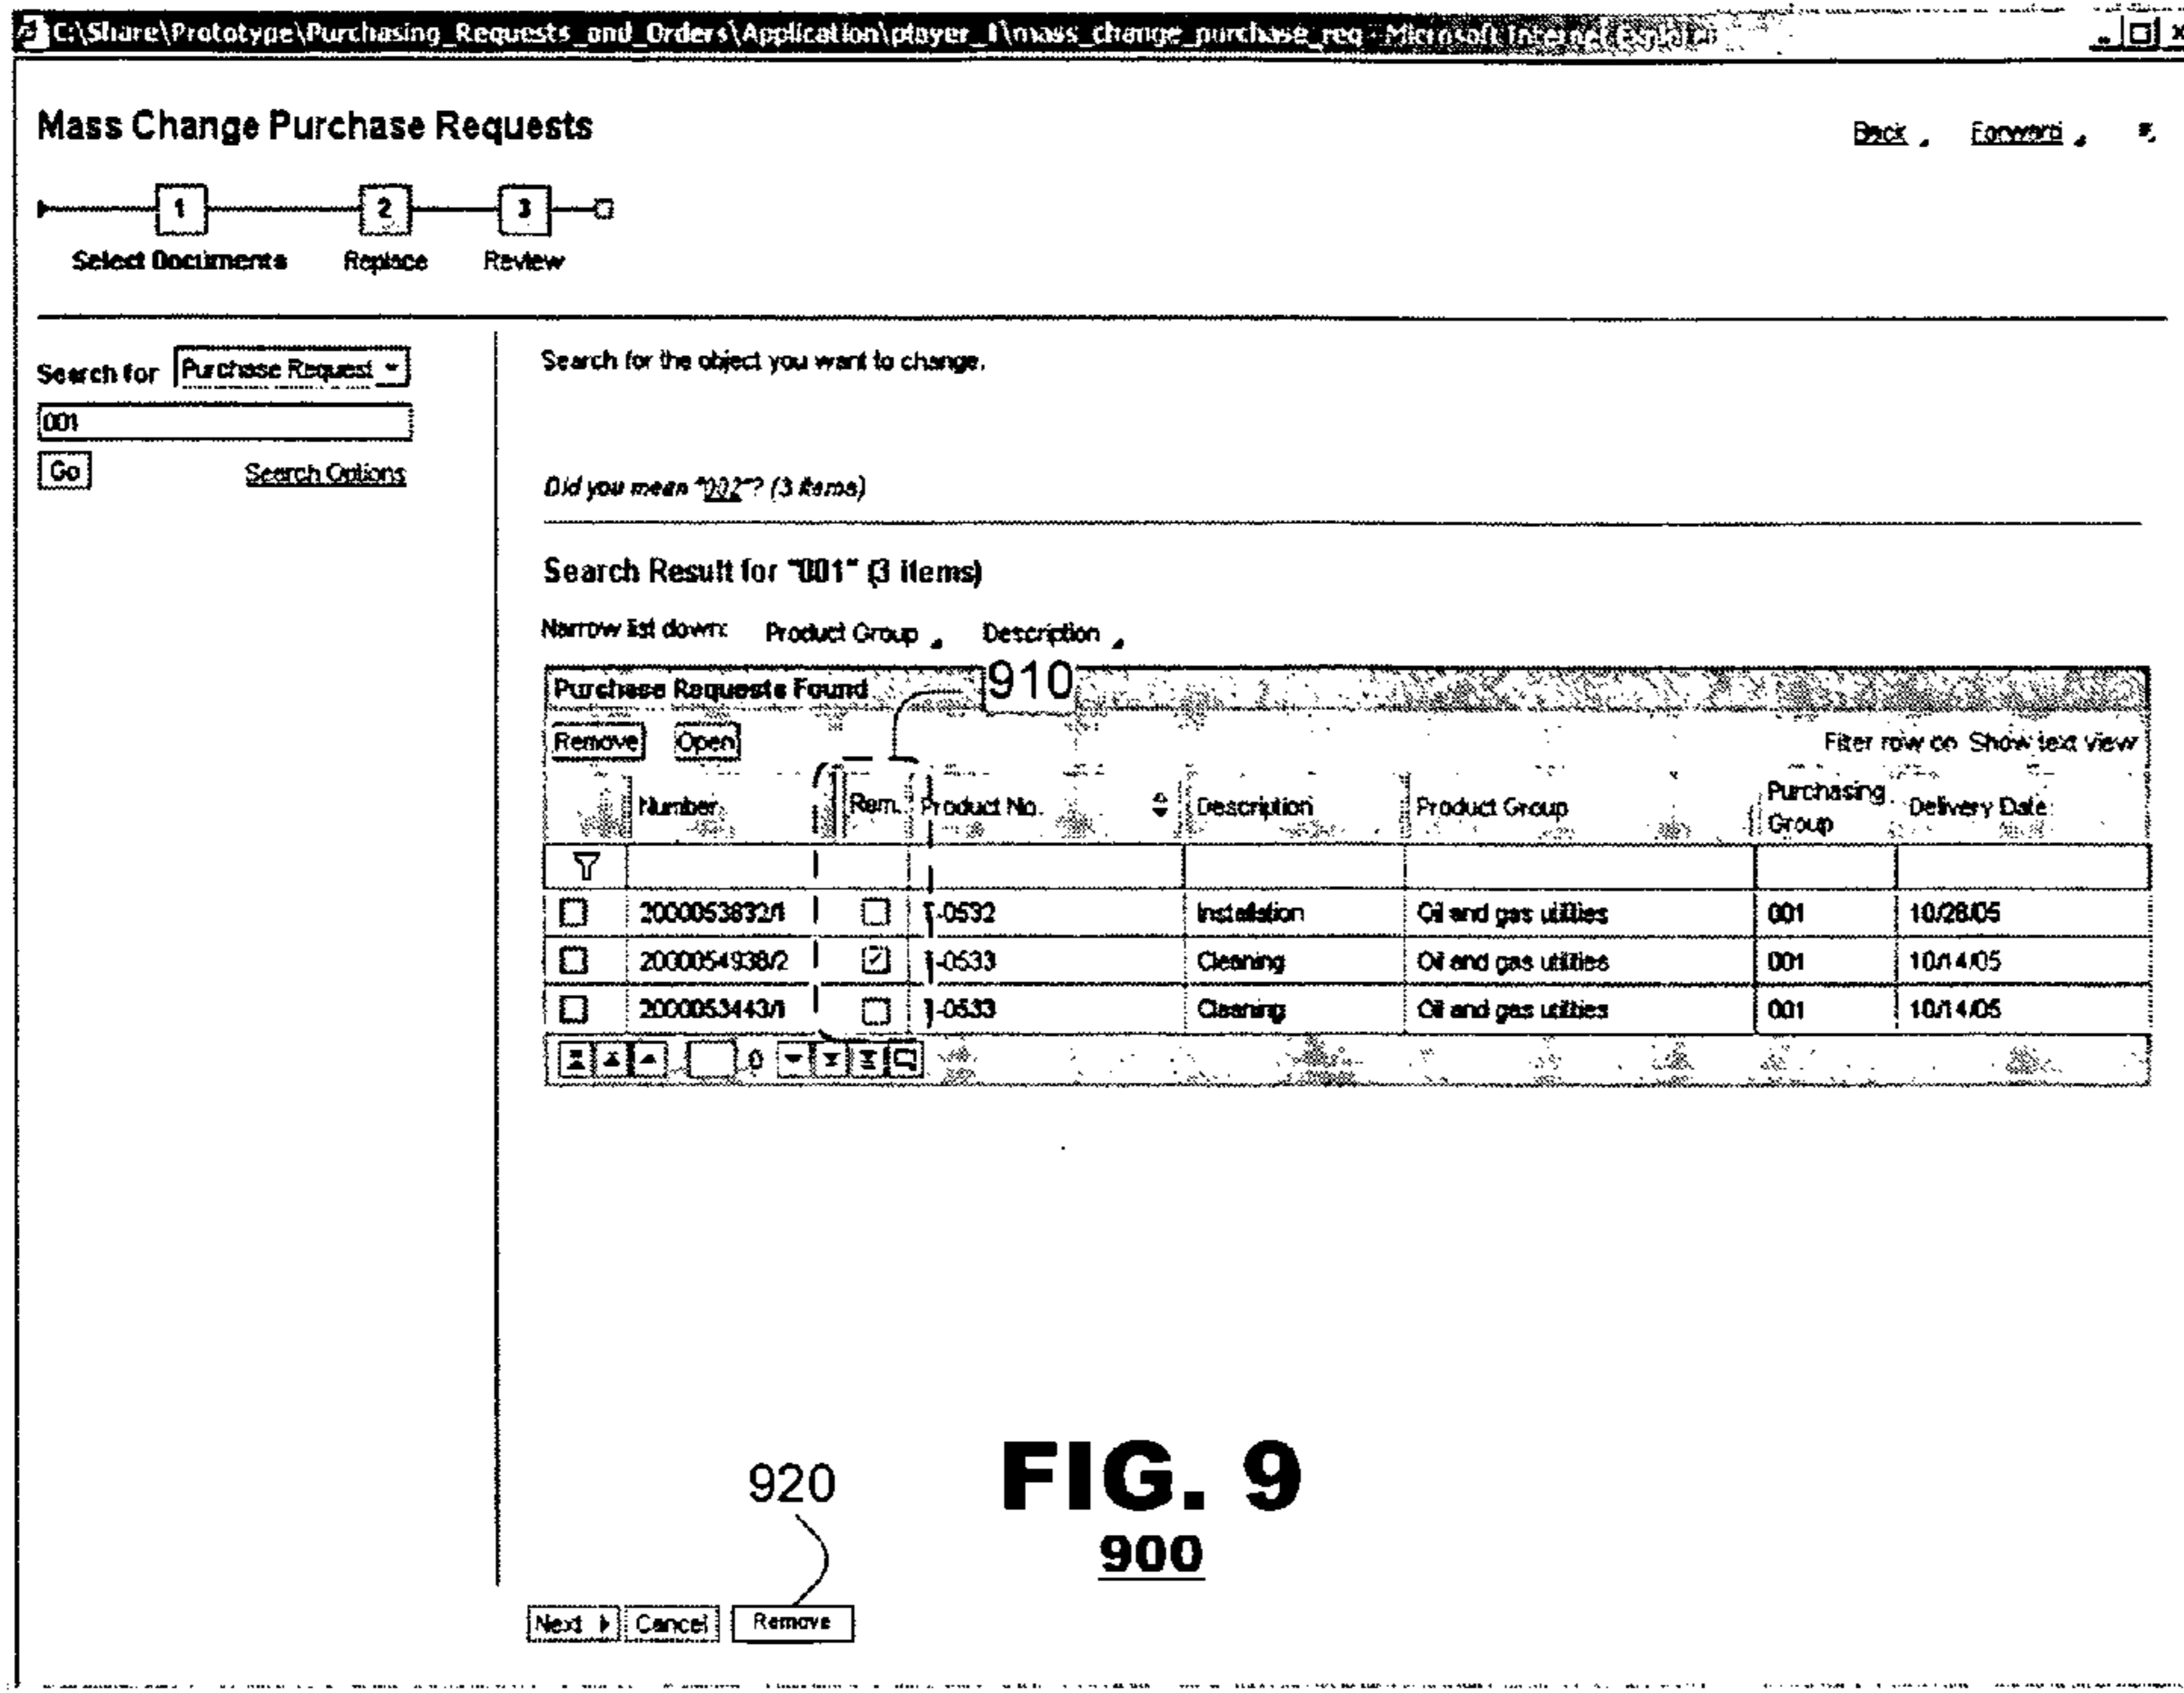 C:\Share\Prototype\Purchasing_Requests_and_Orders\Application\player_1\mass_change_purchase_req - Microsoft Internet Explorer
Mass Change Purchase Requests
Back Forward
1 2 3
Select Documents Replace Review
Search for Purchase Request
001
Go Search Options
Search for the object you want to change.
Did you mean "002"? (3 items)
Search Result for "001" (3 items)
Narrow list down: Product Group Description
Purchase Requests Found 910
Remove Open Filter row on Show text view
Number Rem. Product No. Description Product Group Purchasing Group Delivery Date
2000053832/1 -0532 Installation Oil and gas utilities 001 10/28/05
2000054938/2 -0533 Cleaning Oil and gas utilities 001 10/14/05
2000053443/1 -0533 Cleaning Oil and gas utilities 001 10/14/05
0
920
FIG. 9
900
Next Cancel Remove